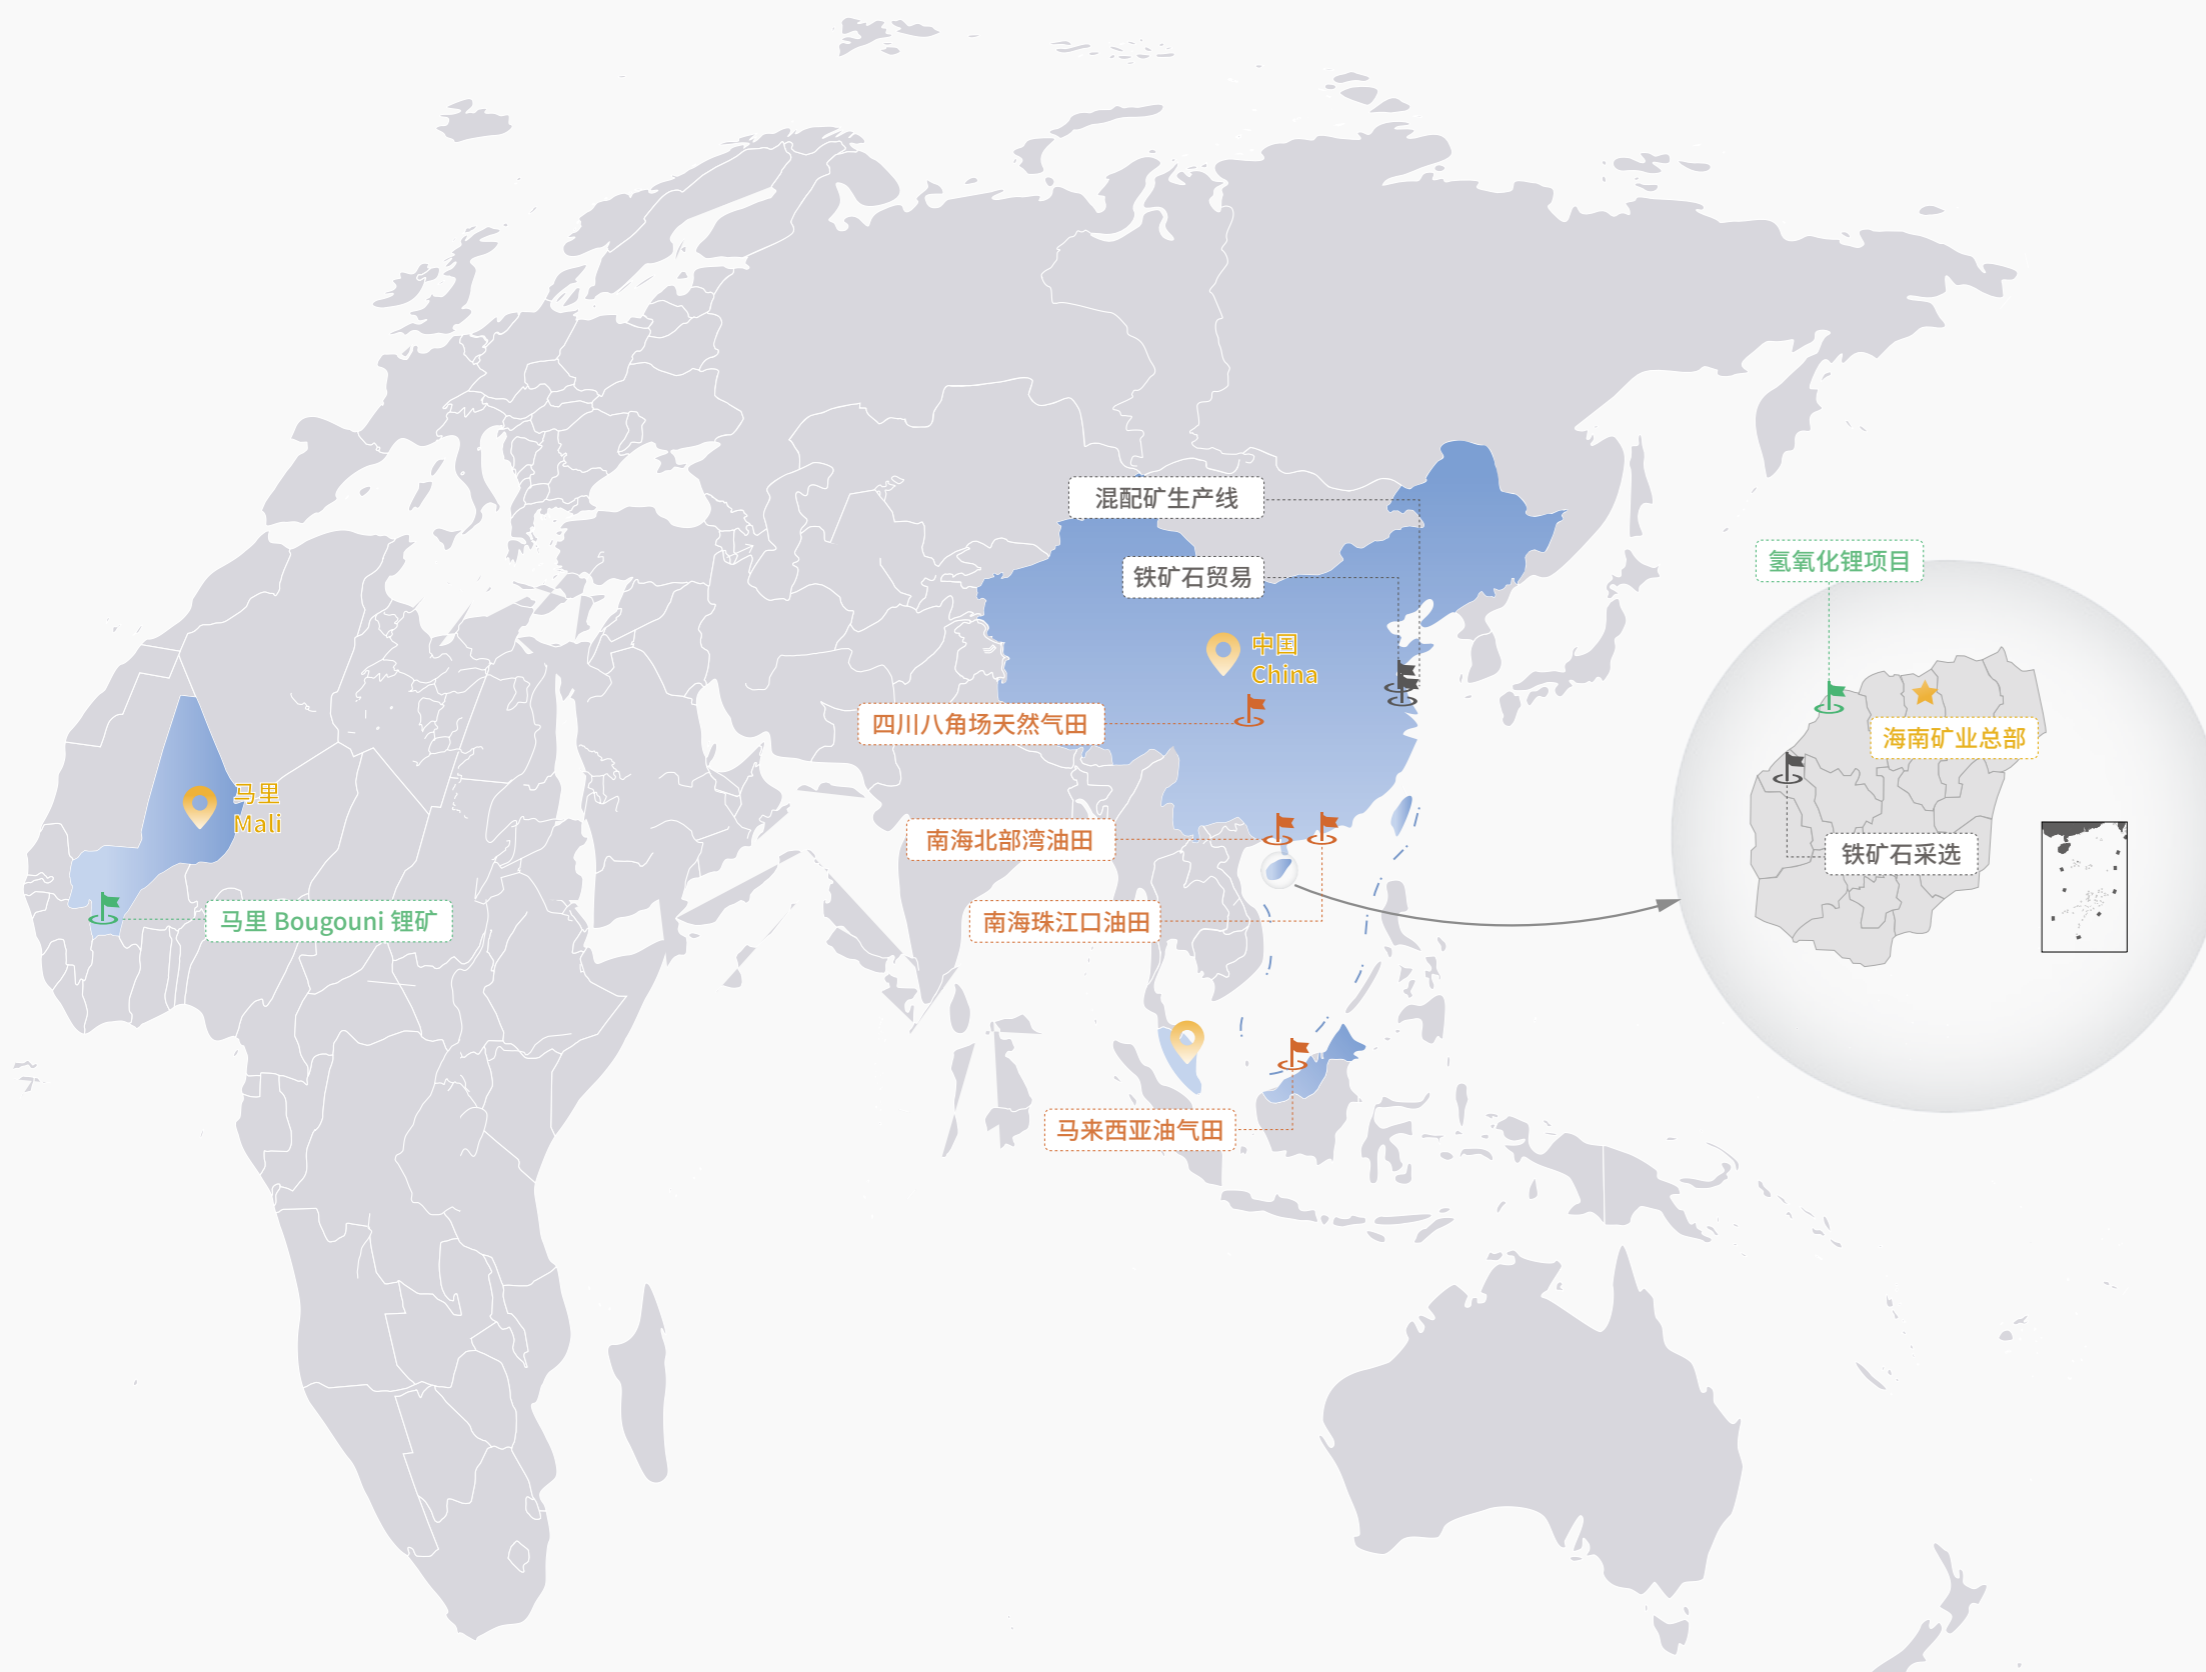 混配矿生产线
铁矿石贸易
氢氧化锂项目
中国
China
四川八角场天然气田
海南矿业总部
马里
Mali
南海北部湾油田
铁矿石采选
马里 Bougouni 锂矿
南海珠江口油田
马来西亚油气田